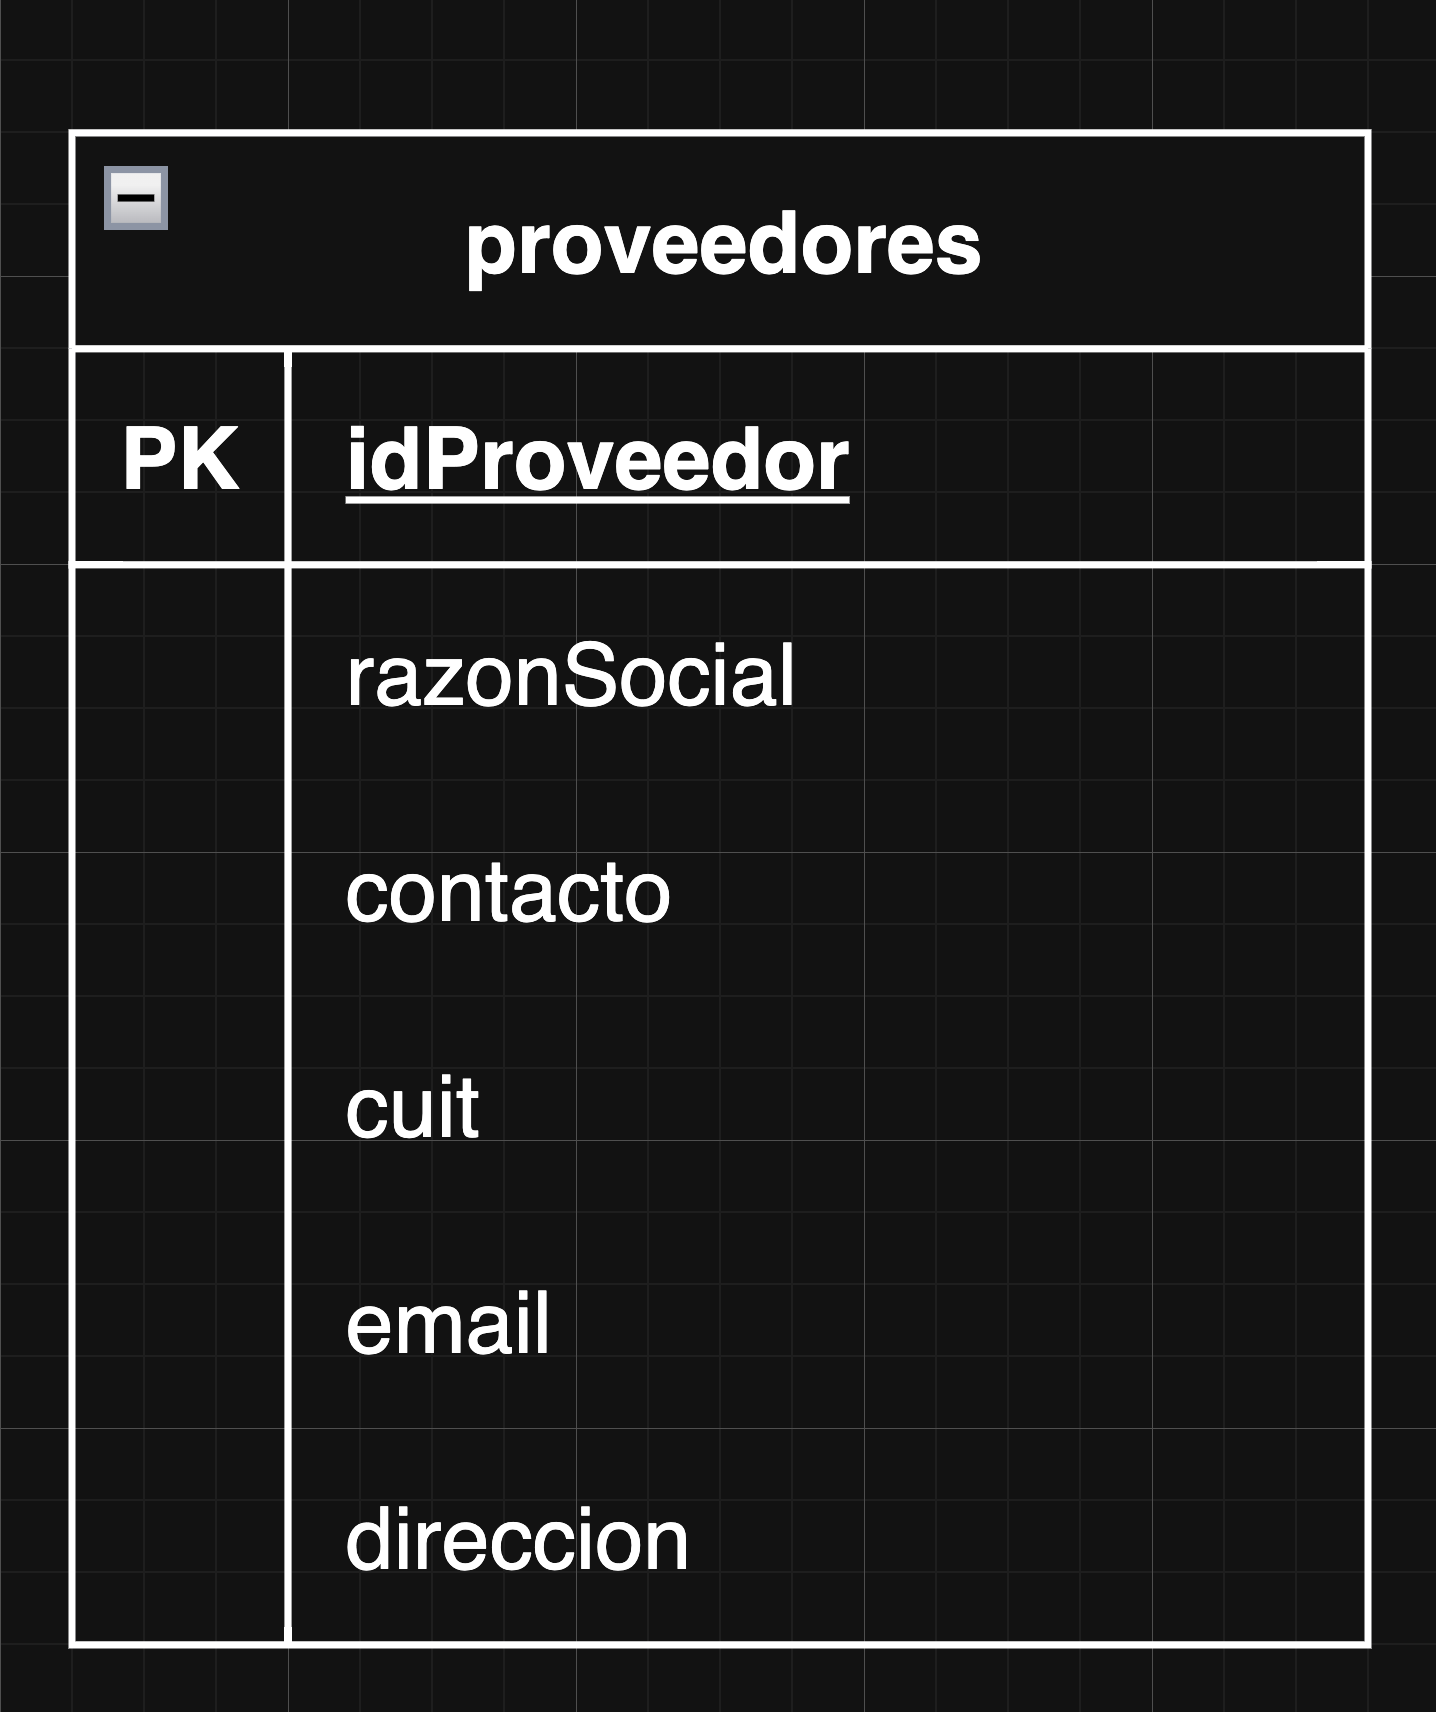 proveedores
PK idProveedor
razonSocial
contacto
cuit
email
direccion